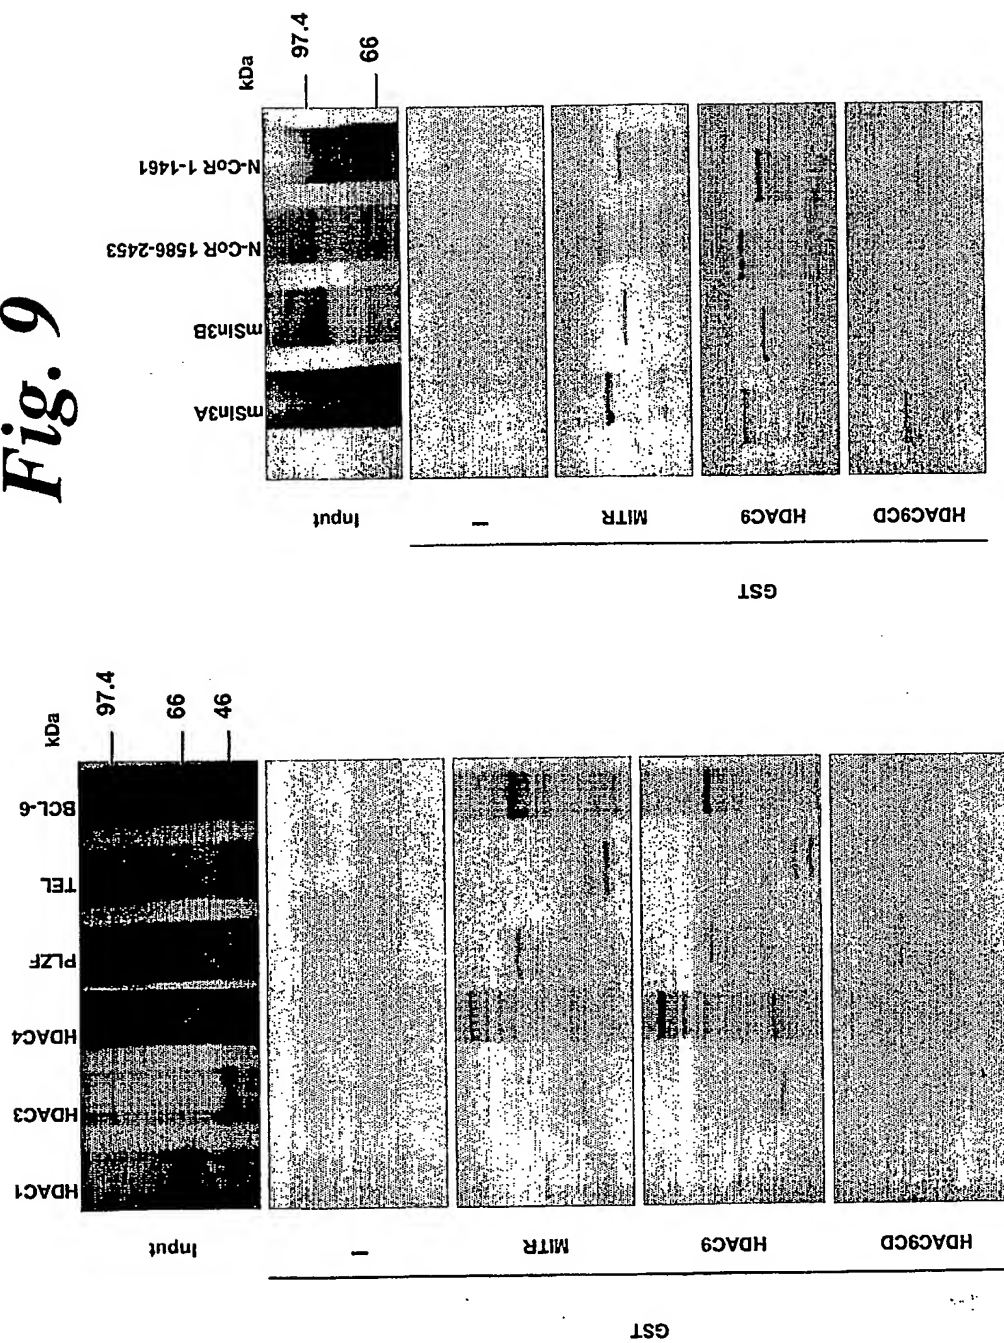 Fig. 9
kDa
97.4
66
46
HDAC1
HDAC3
HDAC4
PLZF
TEL
BCL-6
Input
–
MITR
HDAC9
HDAC9CD
GST
kDa
97.4
66
mSin3A
mSin3B
N-CoR 1586-2453
N-CoR 1-1461
Input
–
MITR
HDAC9
HDAC9CD
GST